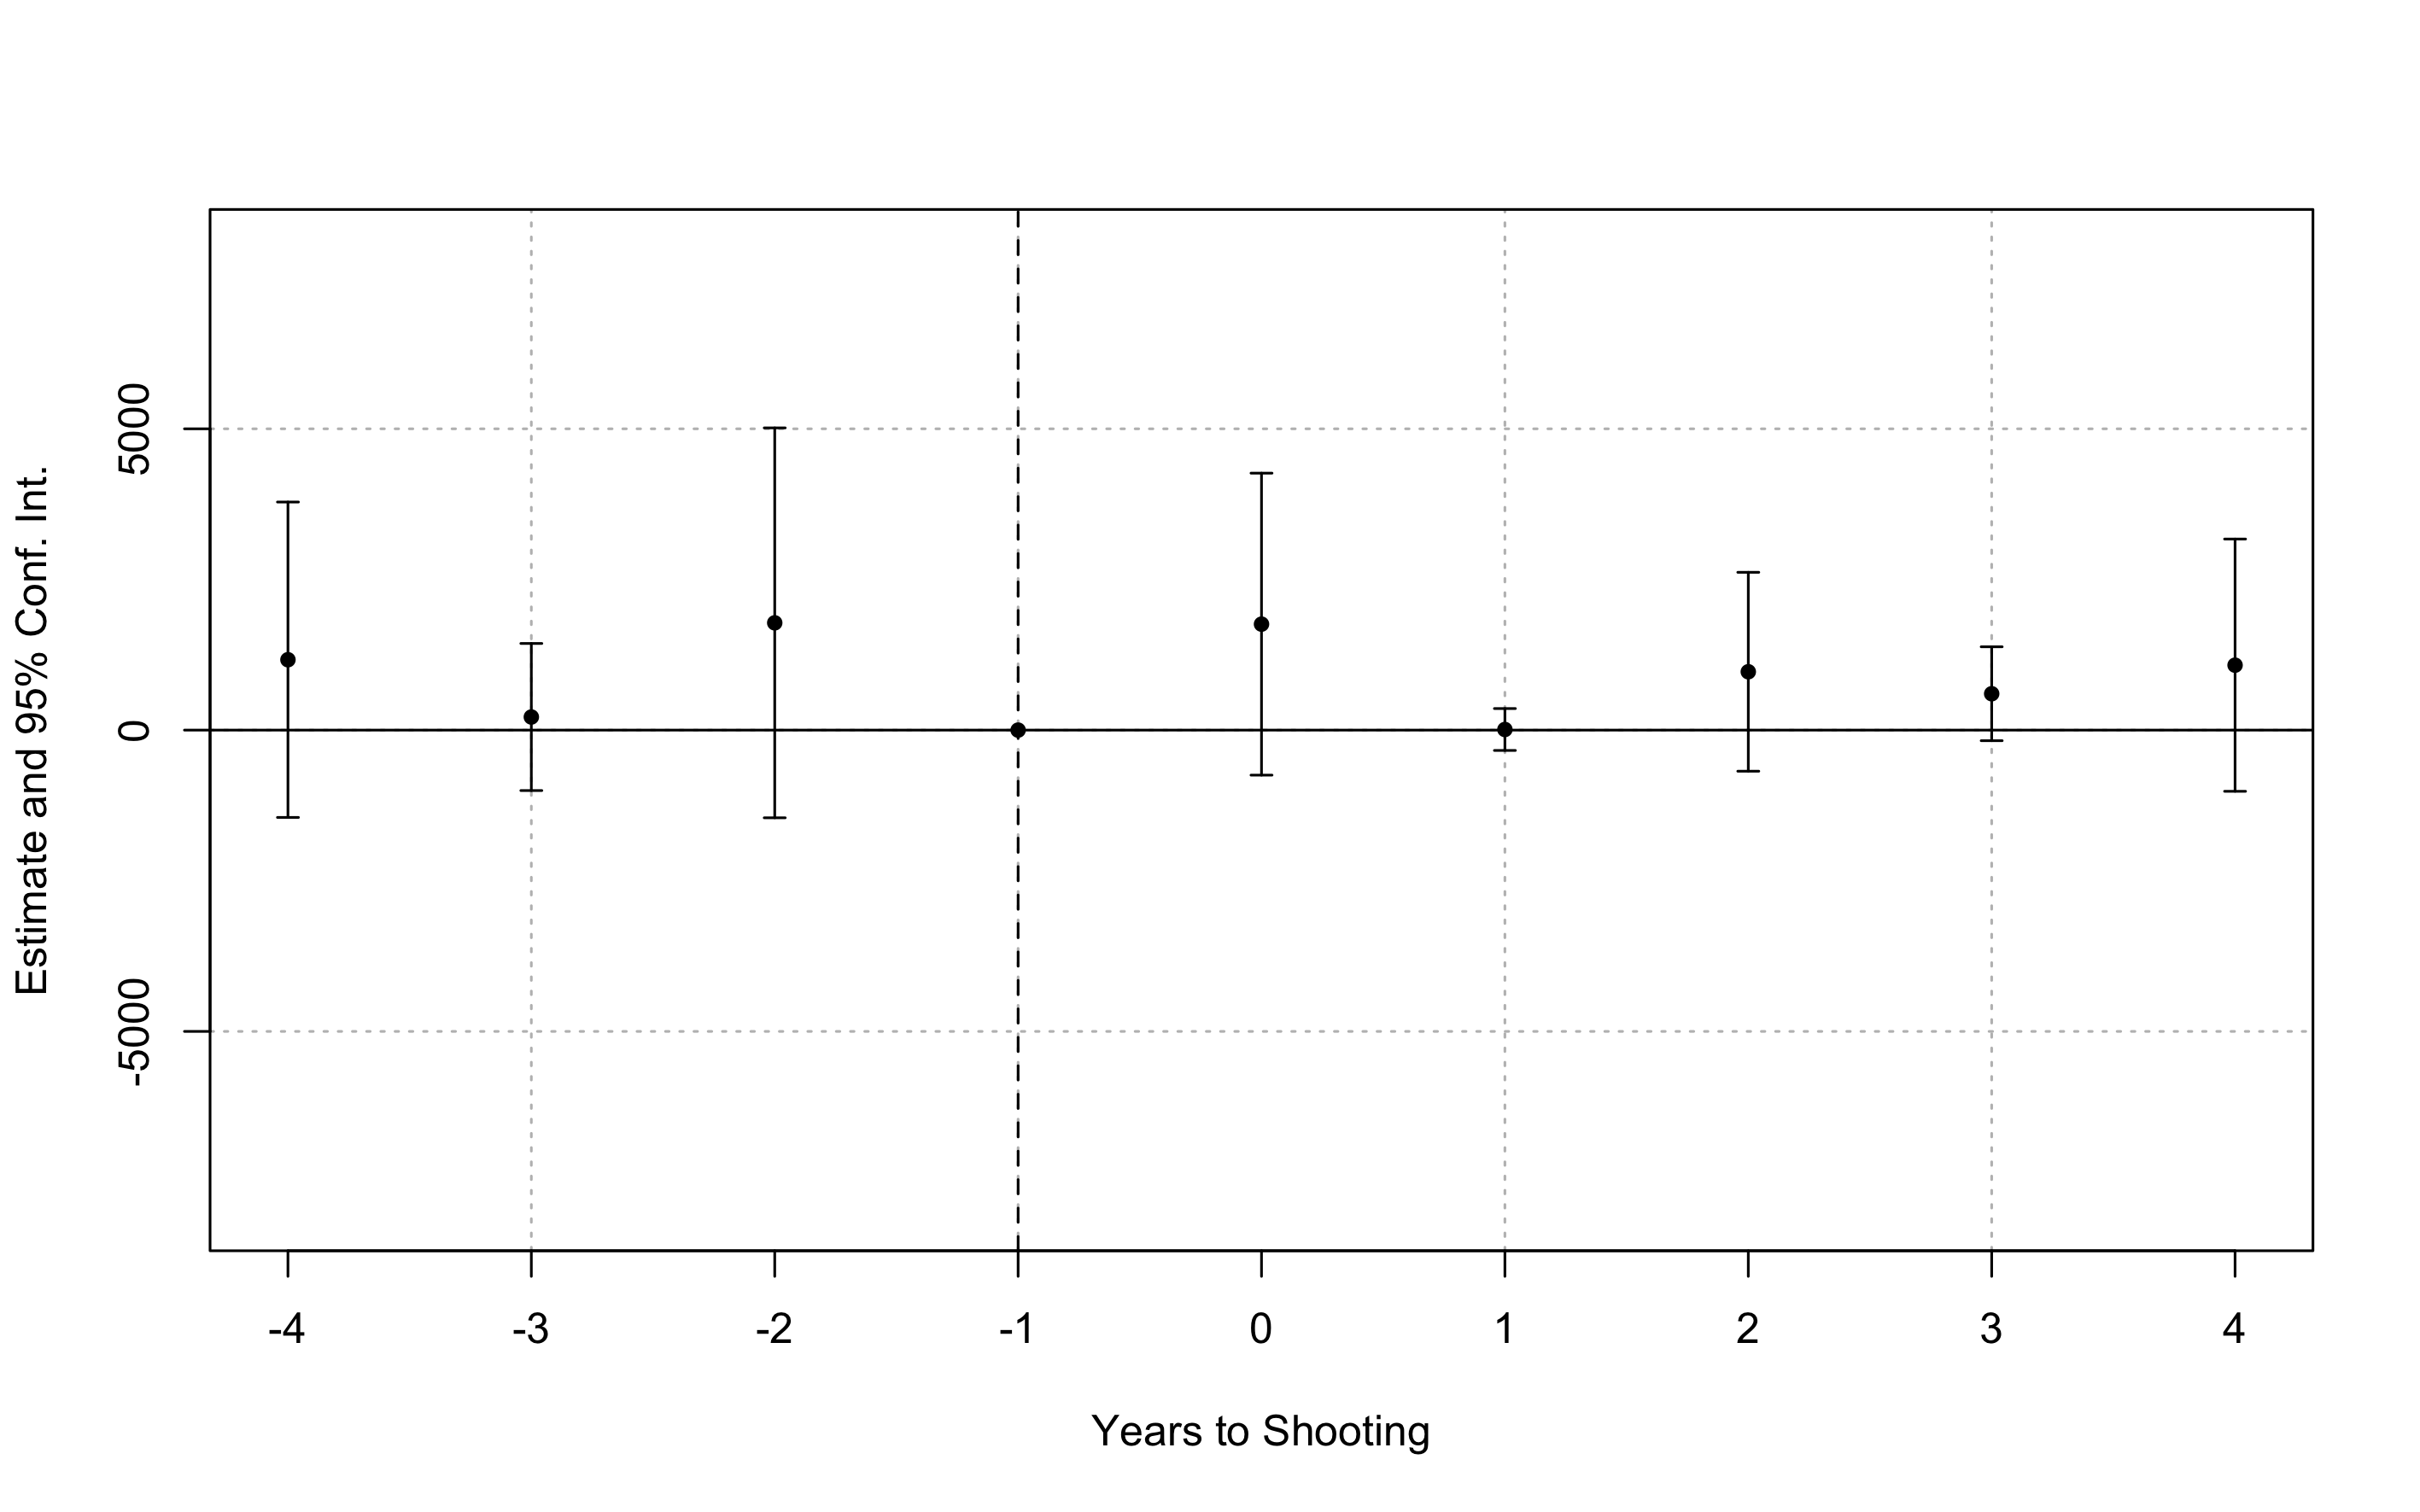 Estimate and 95% Conf. Int.
5000
0
-5000
-4 -3 -2 -1 0 1 2 3 4
Years to Shooting